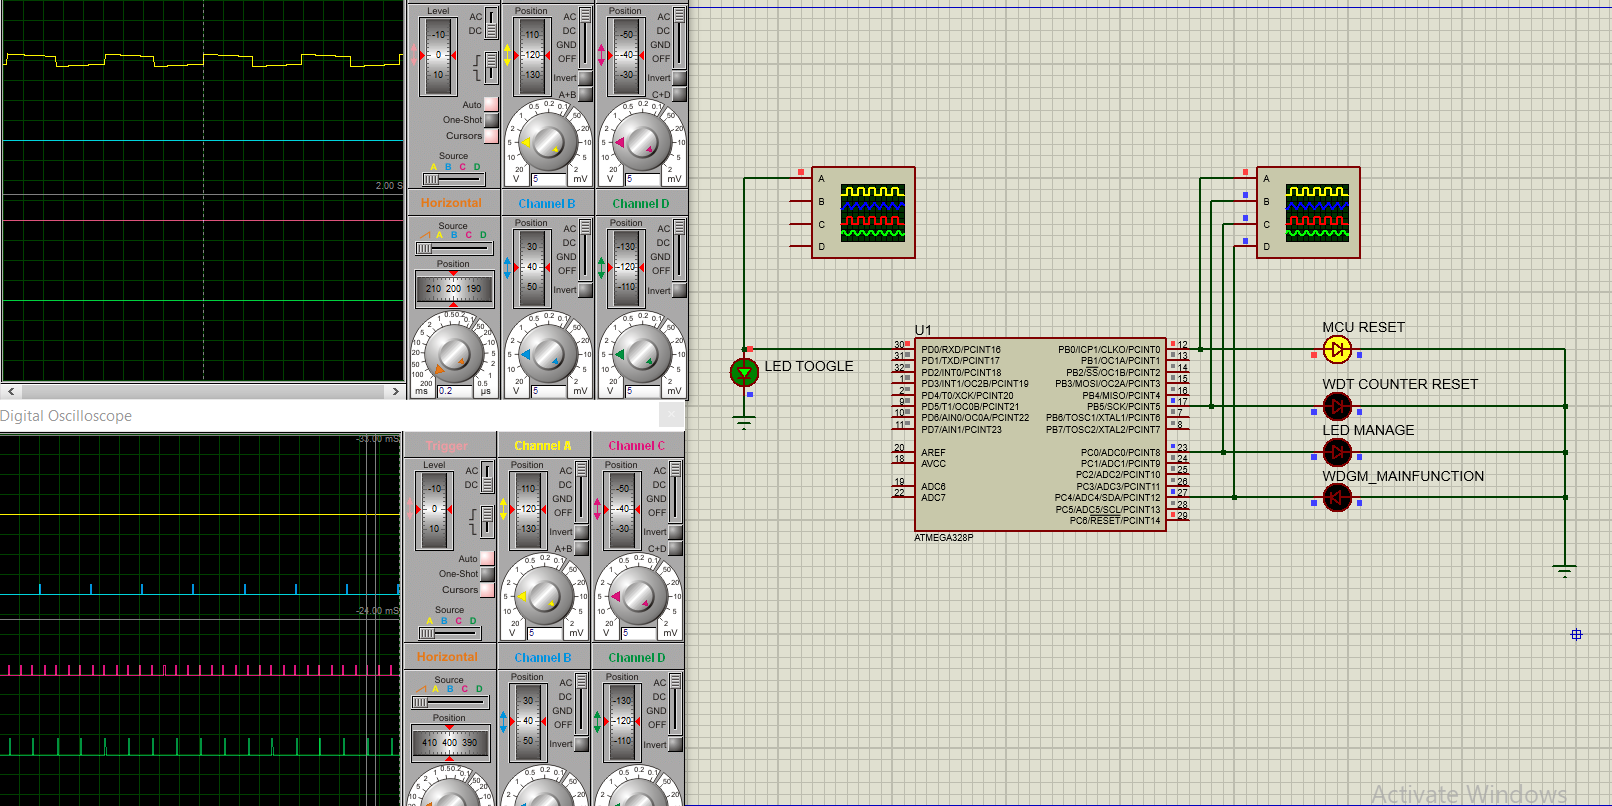 Level
-10
0
10
AC
DC
Auto
One-Shot
Cursors
Source
A B C D
Position
110
120
130
AC
DC
GND
OFF
Invert
A+B
V
5
mV
Position
-50
-40
-30
AC
DC
GND
OFF
Invert
C+D
V
5
mV
2.00 S
Horizontal
Source
A B C D
Position
210 200 190
ms
0.2
µs
Channel B
Position
30
40
50
AC
DC
GND
OFF
Invert
V
5
mV
Channel D
Position
-130
-120
-110
AC
DC
GND
OFF
Invert
V
5
mV
Digital Oscilloscope
-33.00 mS
-24.00 mS
Trigger
Level
-10
0
10
AC
DC
Auto
One-Shot
Cursors
Source
A B C D
Channel A
Position
110
120
130
AC
DC
GND
OFF
Invert
A+B
V
5
mV
Channel C
Position
-50
-40
-30
AC
DC
GND
OFF
Invert
C+D
V
5
mV
Horizontal
Source
A B C D
Position
410 400 390
Channel B
Position
30
40
50
AC
DC
GND
OFF
Invert
Channel D
Position
-130
-120
-110
AC
DC
GND
OFF
Invert
A
B
C
D
A
B
C
D
LED TOOGLE
U1
30
31
32
1
2
9
10
11
20
18
19
22
PD0/RXD/PCINT16
PD1/TXD/PCINT17
PD2/INT0/PCINT18
PD3/INT1/OC2B/PCINT19
PD4/T0/XCK/PCINT20
PD5/T1/OC0B/PCINT21
PD6/AIN0/OC0A/PCINT22
PD7/AIN1/PCINT23
AREF
AVCC
ADC6
ADC7
PB0/ICP1/CLKO/PCINT0
PB1/OC1A/PCINT1
PB2/SS/OC1B/PCINT2
PB3/MOSI/OC2A/PCINT3
PB4/MISO/PCINT4
PB5/SCK/PCINT5
PB6/TOSC1/XTAL1/PCINT6
PB7/TOSC2/XTAL2/PCINT7
PC0/ADC0/PCINT8
PC1/ADC1/PCINT9
PC2/ADC2/PCINT10
PC3/ADC3/PCINT11
PC4/ADC4/SDA/PCINT12
PC5/ADC5/SCL/PCINT13
PC6/RESET/PCINT14
12
13
14
15
16
17
7
8
23
24
25
26
27
28
29
ATMEGA328P
MCU RESET
WDT COUNTER RESET
LED MANAGE
WDGM_MAINFUNCTION
Activate Windows